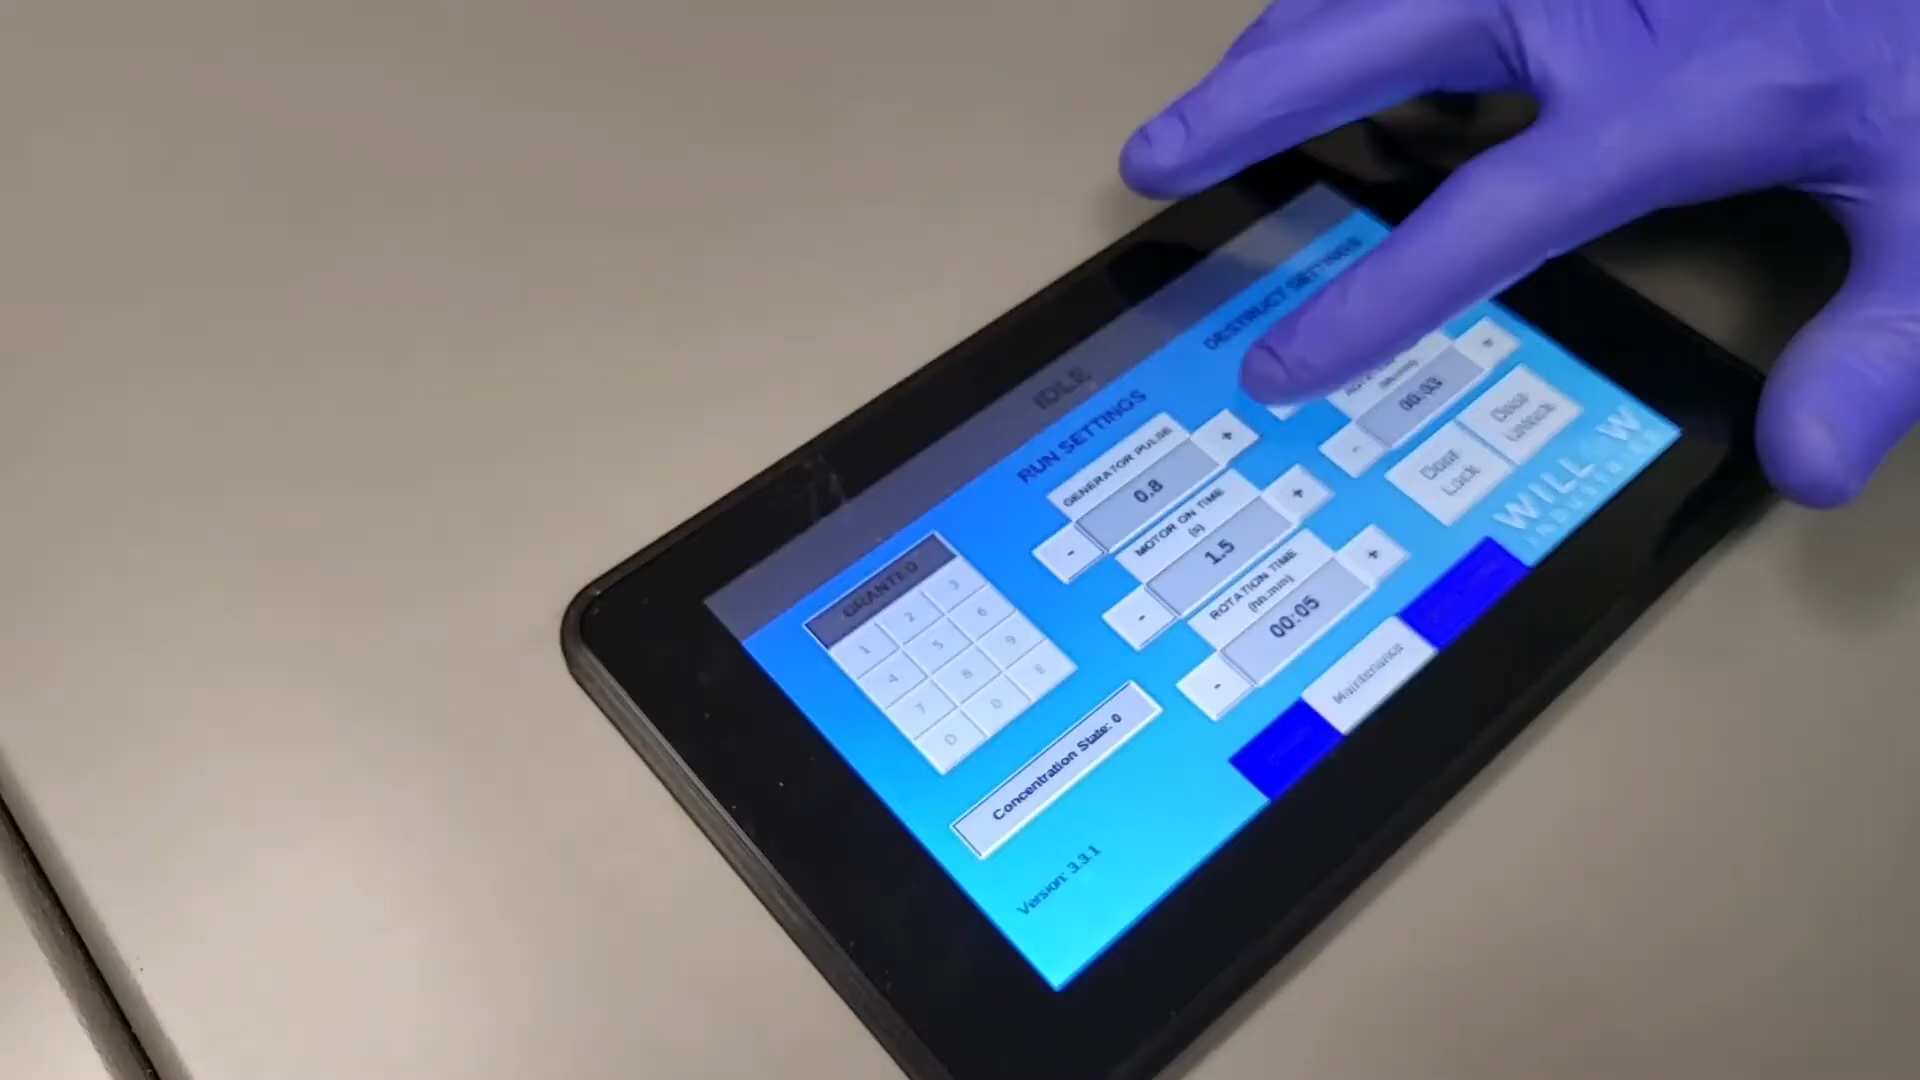 IDLE
RUN SETTINGS
DESTRUCT SETTINGS
GRANTED
1 2 3
4 5 6
7 8 9
0
GENERATOR PULSE
0.8
+
-
MOTOR ON TIME
(s)
1.5
+
-
ROTATION TIME
(hh:mm)
00:05
+
-
00:03
+
-
Door
Lock
Door
Unlock
WILLOW
INDUSTRIES
Maintenance
Concentration State: 0
Version: 3.3.1